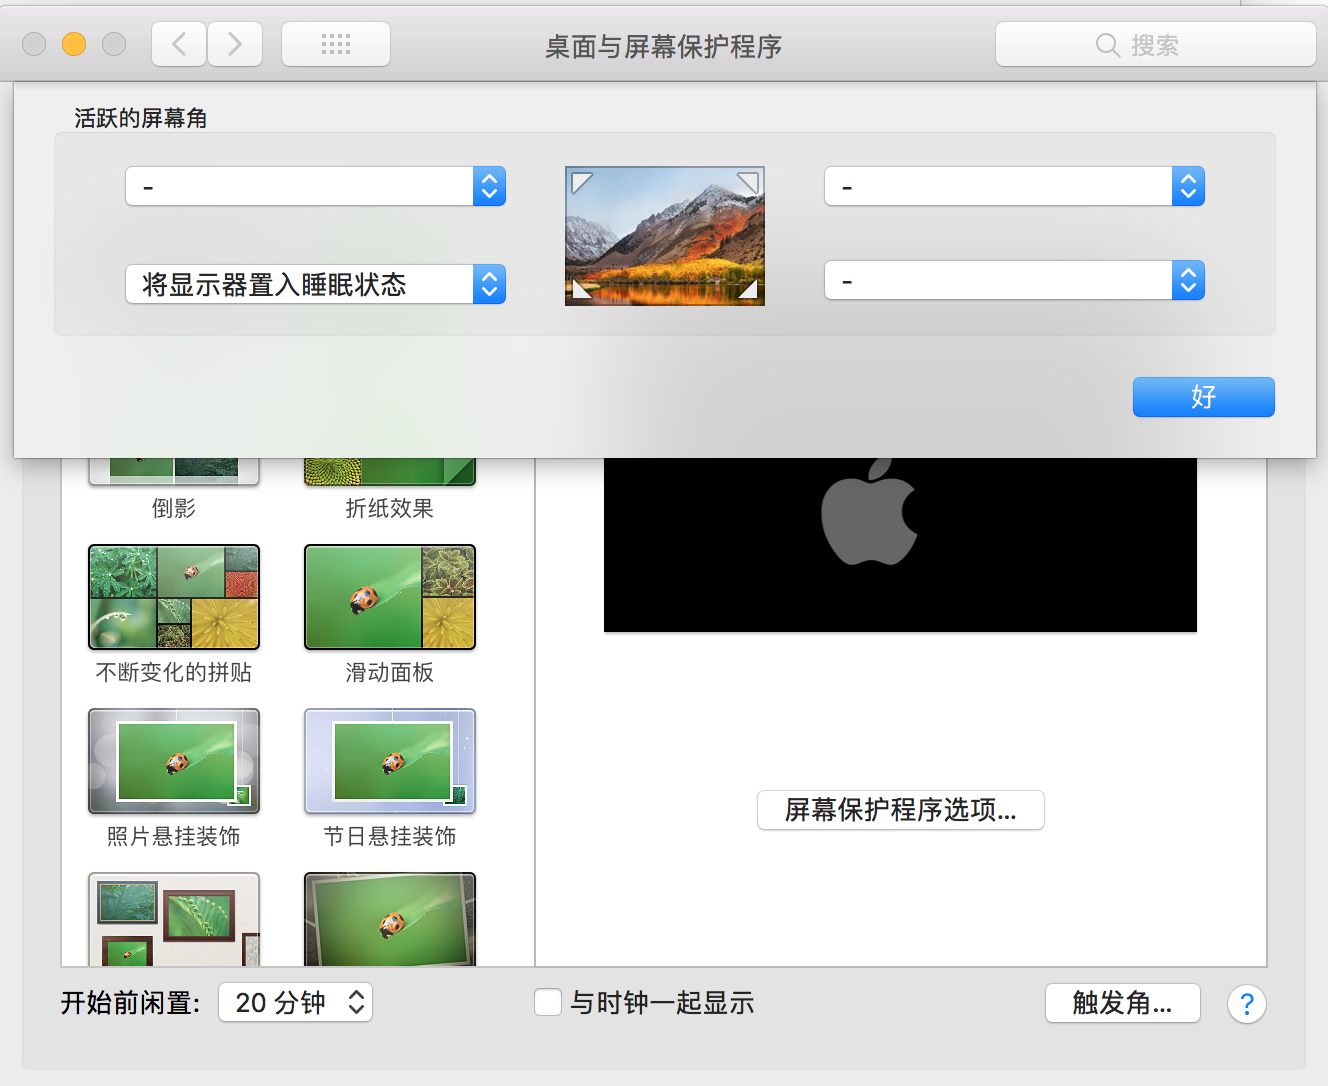 桌面与屏幕保护程序
搜索
活跃的屏幕角
-
-
将显示器置入睡眠状态
-
好
倒影
折纸效果
不断变化的拼贴
滑动面板
照片悬挂装饰
节日悬挂装饰
屏幕保护程序选项...
开始前闲置:
20 分钟
与时钟一起显示
触发角...
?